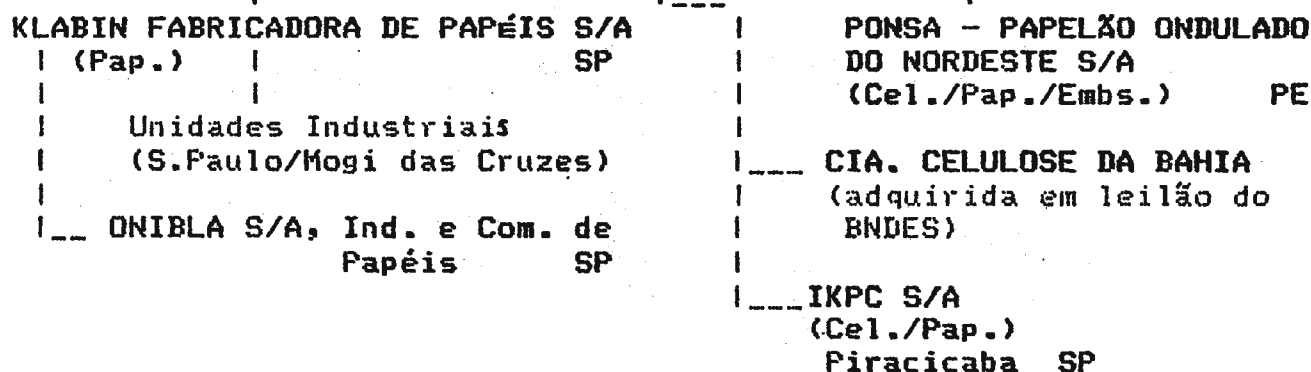 KLABIN FABRICADORA DE PAPÉIS S/A
(Pap.) SP
Unidades Industriais
(S.Paulo/Mogi das Cruzes)
ONIBLA S/A, Ind. e Com. de
Papéis SP
PONSA - PAPELÃO ONDULADO
DO NORDESTE S/A
(Cel./Pap./Embs.) PE
CIA. CELULOSE DA BAHIA
(adquirida em leilão do
BNDES)
IKPC S/A
(Cel./Pap.)
Piracicaba SP